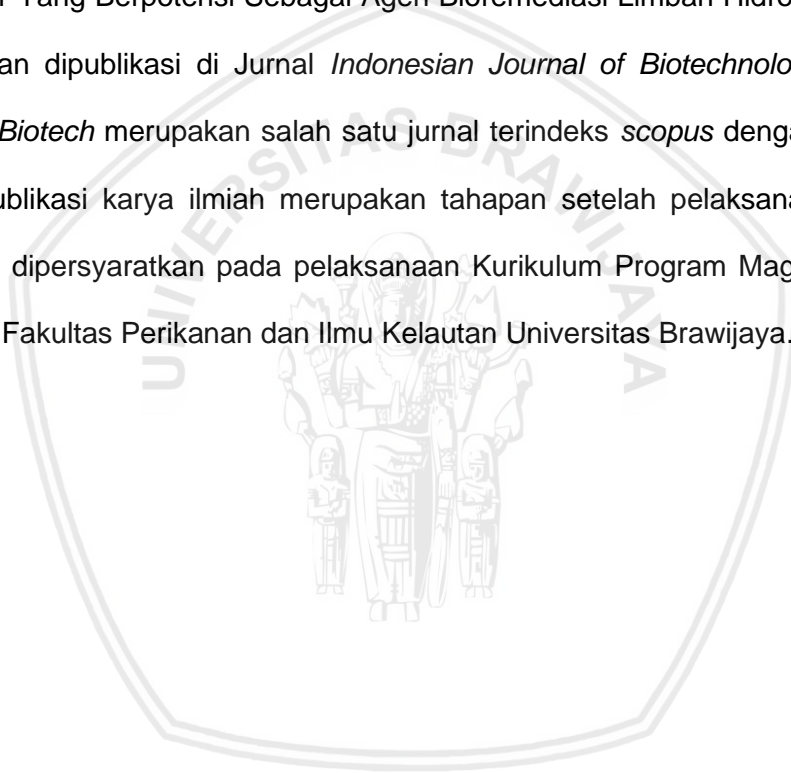 Yang Berpotensi Sebagai Agen Bioremediasi Limbah Hidro
an dipublikasi di Jurnal Indonesian Journal of Biotechnolo
Biotech merupakan salah satu jurnal terindeks scopus denga
ublikasi karya ilmiah merupakan tahapan setelah pelaksana
dipersyaratkan pada pelaksanaan Kurikulum Program Mag
Fakultas Perikanan dan Ilmu Kelautan Universitas Brawijaya.
UNIVERSITAS BRAWIJAYA